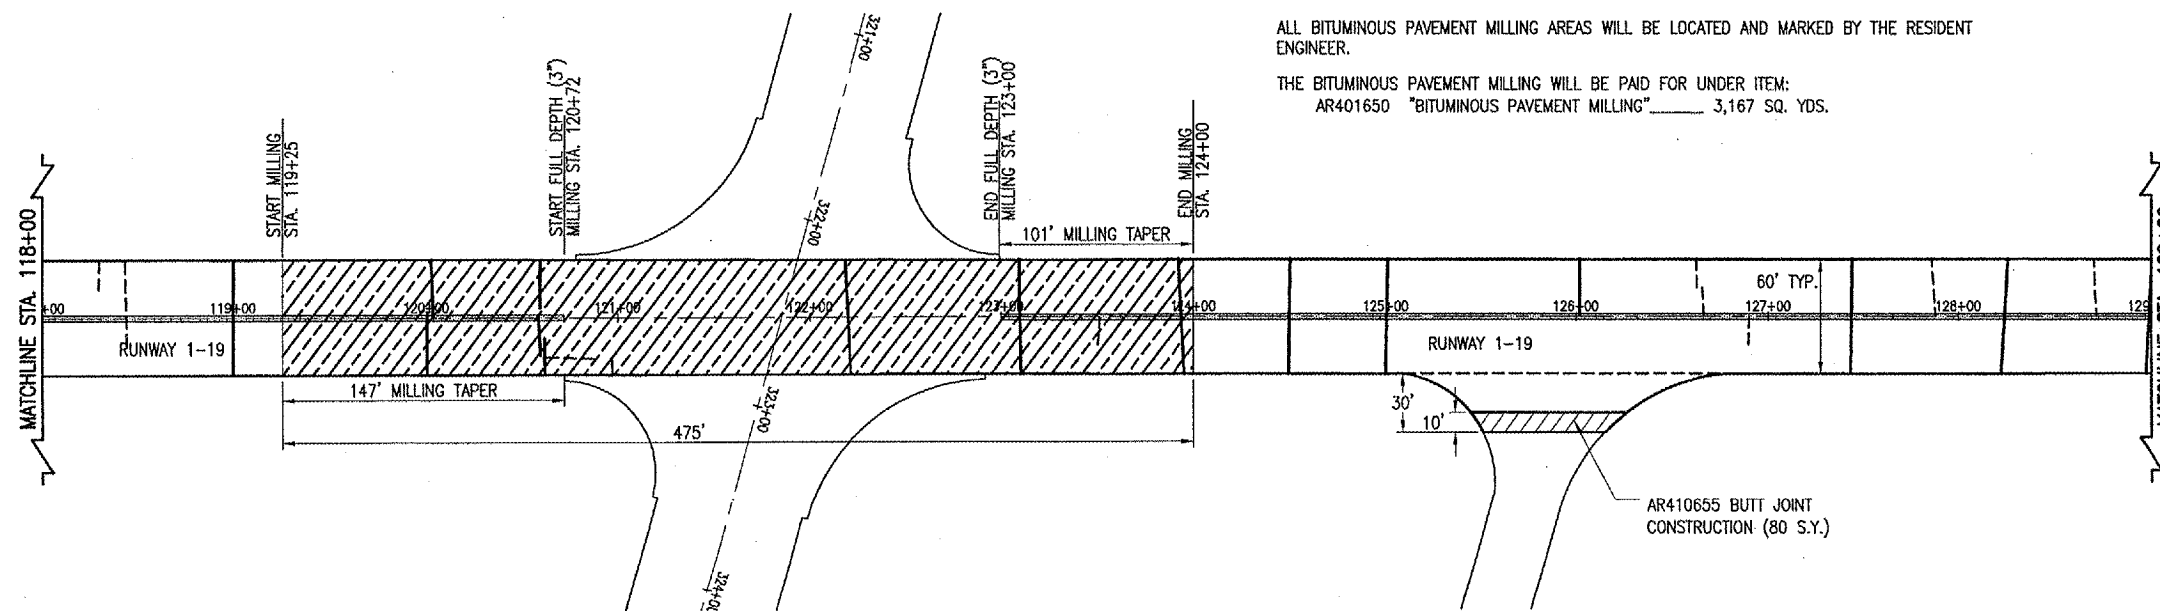 ALL BITUMINOUS PAVEMENT MILLING AREAS WILL BE LOCATED AND MARKED BY THE RESIDENT
ENGINEER.
THE BITUMINOUS PAVEMENT MILLING WILL BE PAID FOR UNDER ITEM:
AR401650 "BITUMINOUS PAVEMENT MILLING"______ 3,167 SQ. YDS.
321+00
START MILLING
STA. 119+25
START FULL DEPTH (3")
MILLING STA. 120+72
END FULL DEPTH (3")
MILLING STA. 123+00
END MILLING
STA. 124+00
322+00
101' MILLING TAPER
MATCHLINE STA. 118+00
60' TYP.
+00
119+00
120+00
121+00
122+00
123+00
124+00
125+00
126+00
127+00
128+00
129
RUNWAY 1-19
RUNWAY 1-19
147' MILLING TAPER
323+00
30'
10'
475'
AR410655 BUTT JOINT
CONSTRUCTION (80 S.Y.)
324+00